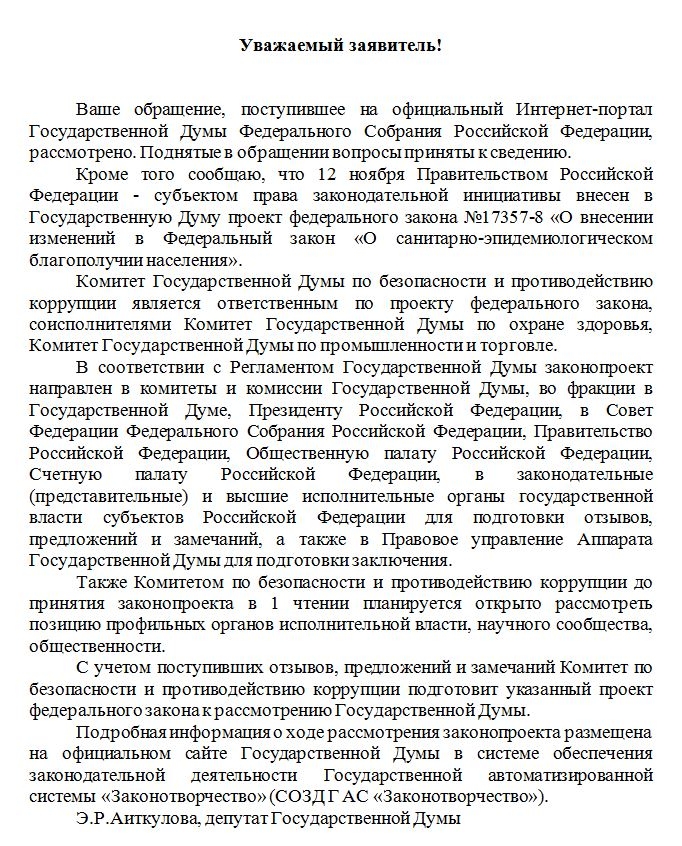 Уважаемый заявитель!
Ваше обращение, поступившее на официальный Интернет-портал
Государственной Думы Федерального Собрания Российской Федерации,
рассмотрено. Поднятые в обращении вопросы приняты к сведению.
Кроме того сообщаю, что 12 ноября Правительством Российской
Федерации - субъектом права законодательной инициативы внесен в
Государственную Думу проект федерального закона №17357-8 «О внесении
изменений в Федеральный закон «О санитарно-эпидемиологическом
благополучии населения».
Комитет Государственной Думы по безопасности и противодействию
коррупции является ответственным по проекту федерального закона,
соисполнителями Комитет Государственной Думы по охране здоровья,
Комитет Государственной Думы по промышленности и торговле.
В соответствии с Регламентом Государственной Думы законопроект
направлен в комитеты и комиссии Государственной Думы, во фракции в
Государственной Думе, Президенту Российской Федерации, в Совет
Федерации Федерального Собрания Российской Федерации, Правительство
Российской Федерации, Общественную палату Российской Федерации,
Счетную палату Российской Федерации, в законодательные
(представительные) и высшие исполнительные органы государственной
власти субъектов Российской Федерации для подготовки отзывов,
предложений и замечаний, а также в Правовое управление Аппарата
Государственной Думы для подготовки заключения.
Также Комитетом по безопасности и противодействию коррупции до
принятия законопроекта в 1 чтении планируется открыто рассмотреть
позицию профильных органов исполнительной власти, научного сообщества,
общественности.
С учетом поступивших отзывов, предложений и замечаний Комитет по
безопасности и противодействию коррупции подготовит указанный проект
федерального закона к рассмотрению Государственной Думы.
Подробная информация о ходе рассмотрения законопроекта размещена
на официальном сайте Государственной Думы в системе обеспечения
законодательной деятельности Государственной автоматизированной
системы «Законотворчество» (СОЗД ГАС «Законотворчество»).
Э.Р.Аиткулова, депутат Государственной Думы